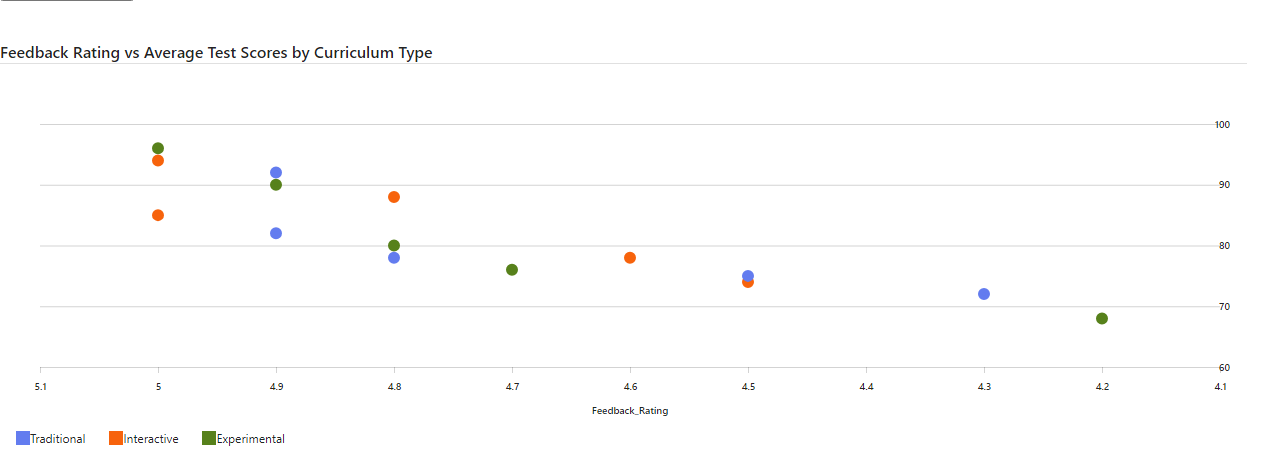 Feedback Rating vs Average Test Scores by Curriculum Type
100
90
80
70
60
5.1 5 4.9 4.8 4.7 4.6 4.5 4.4 4.3 4.2 4.1
Feedback_Rating
Traditional Interactive Experimental